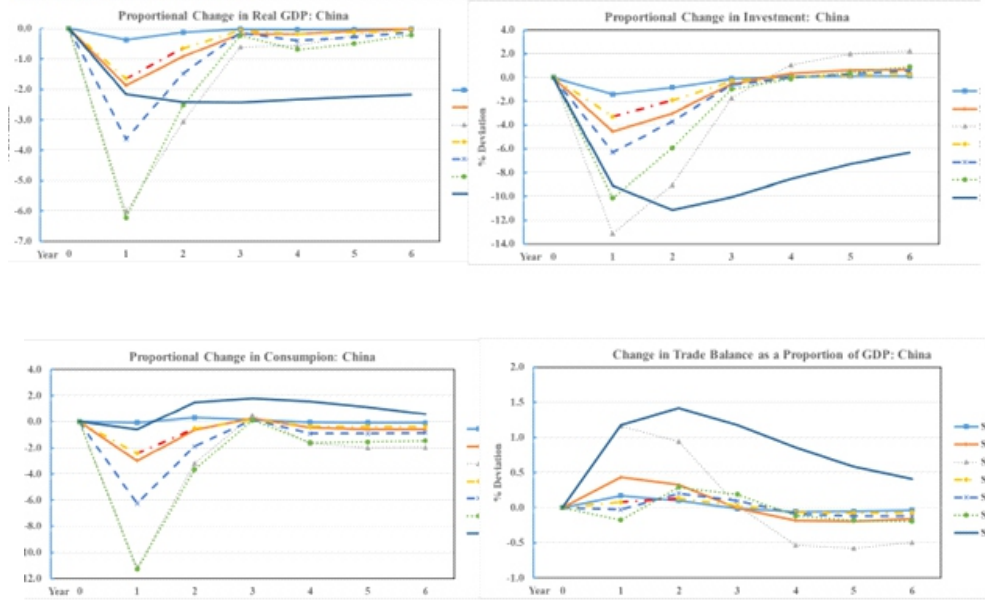 Proportional Change in Real GDP: China
0.0
-1.0
-2.0
-3.0
-4.0
-5.0
-6.0
-7.0
Year 0 1 2 3 4 5 6
Proportional Change in Investment: China
4.0
2.0
0.0
-2.0
-4.0
-6.0
-8.0
-10.0
-12.0
-14.0
% Deviation
Year 0 1 2 3 4 5 6
Proportional Change in Consumpion: China
4.0
2.0
0.0
-2.0
-4.0
-6.0
-8.0
10.0
12.0
Year 0 1 2 3 4 5 6
Change in Trade Balance as a Proportion of GDP: China
2.0
1.5
1.0
0.5
0.0
-0.5
-1.0
% Deviation
Year 0 1 2 3 4 5 6
S
S
S
S
S
S
S